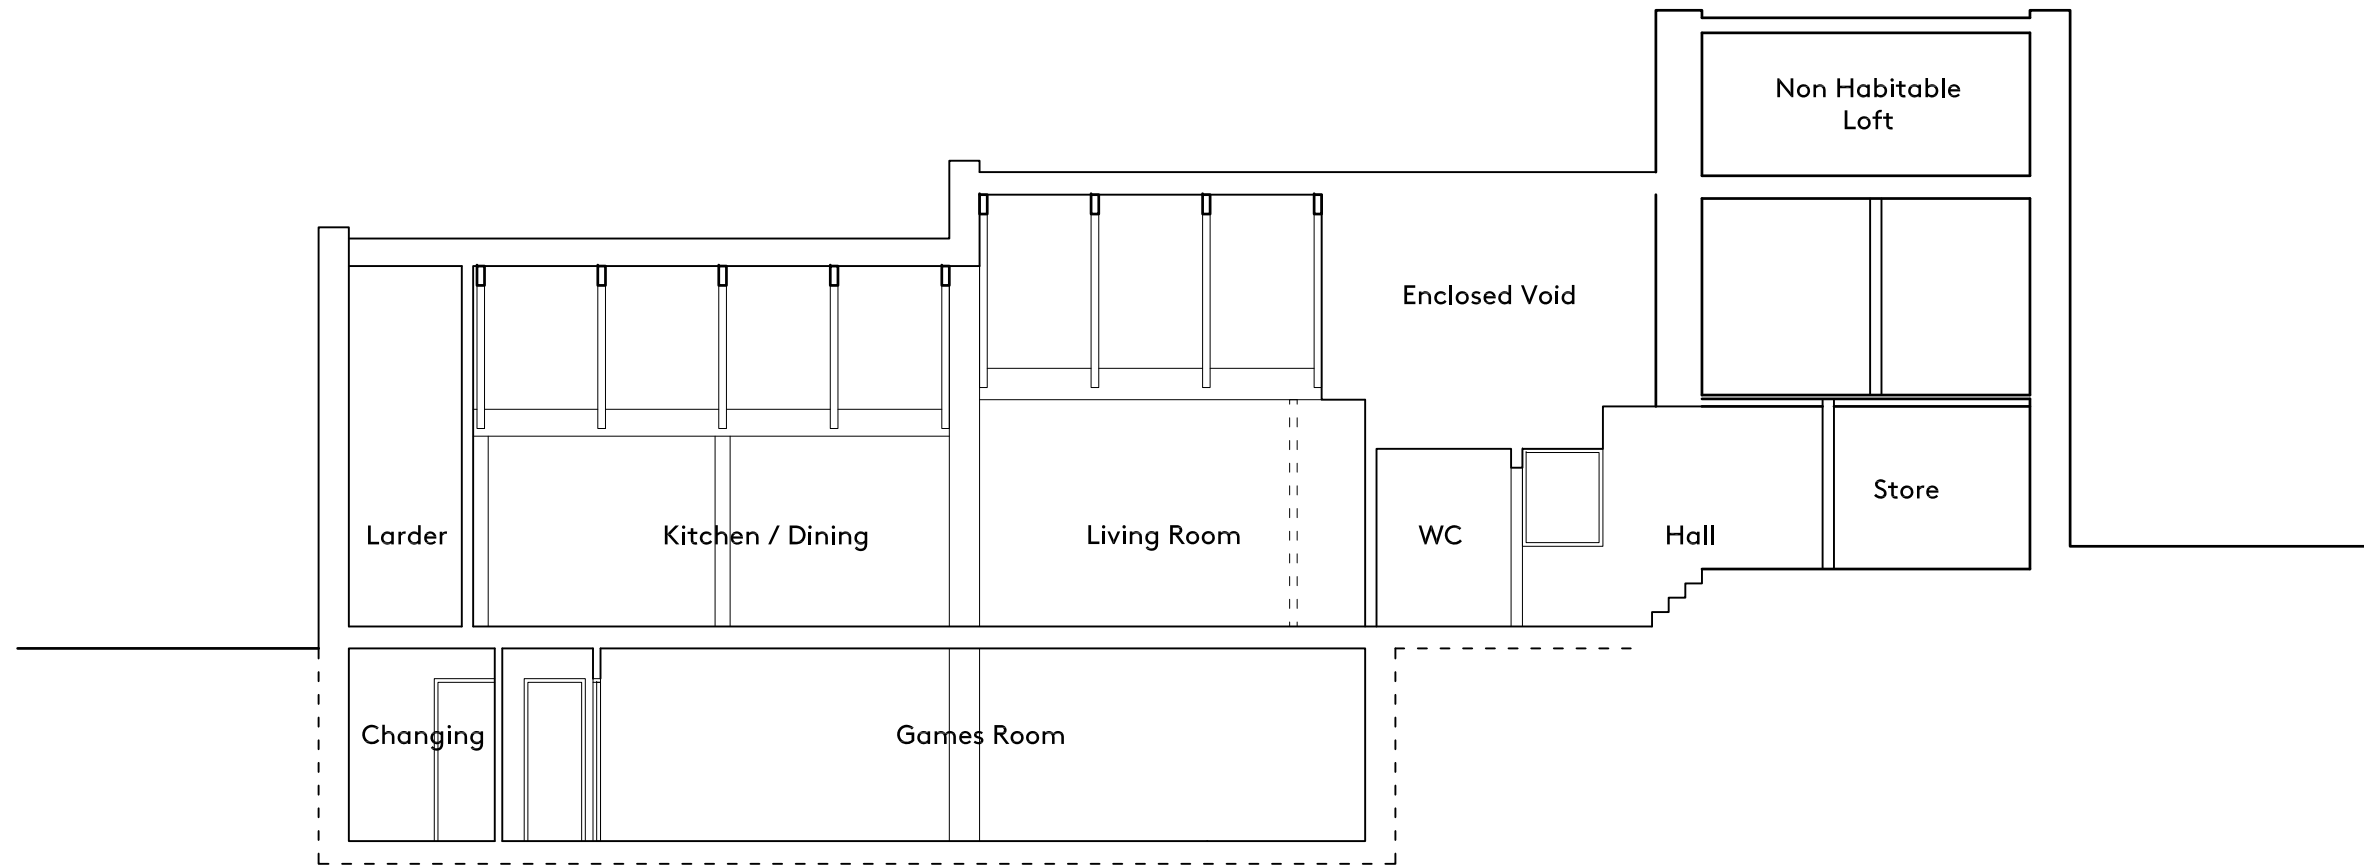 Non Habitable
Loft
Enclosed Void
Store
Larder
Kitchen / Dining
Living Room
WC
Hall
Changing
Games Room